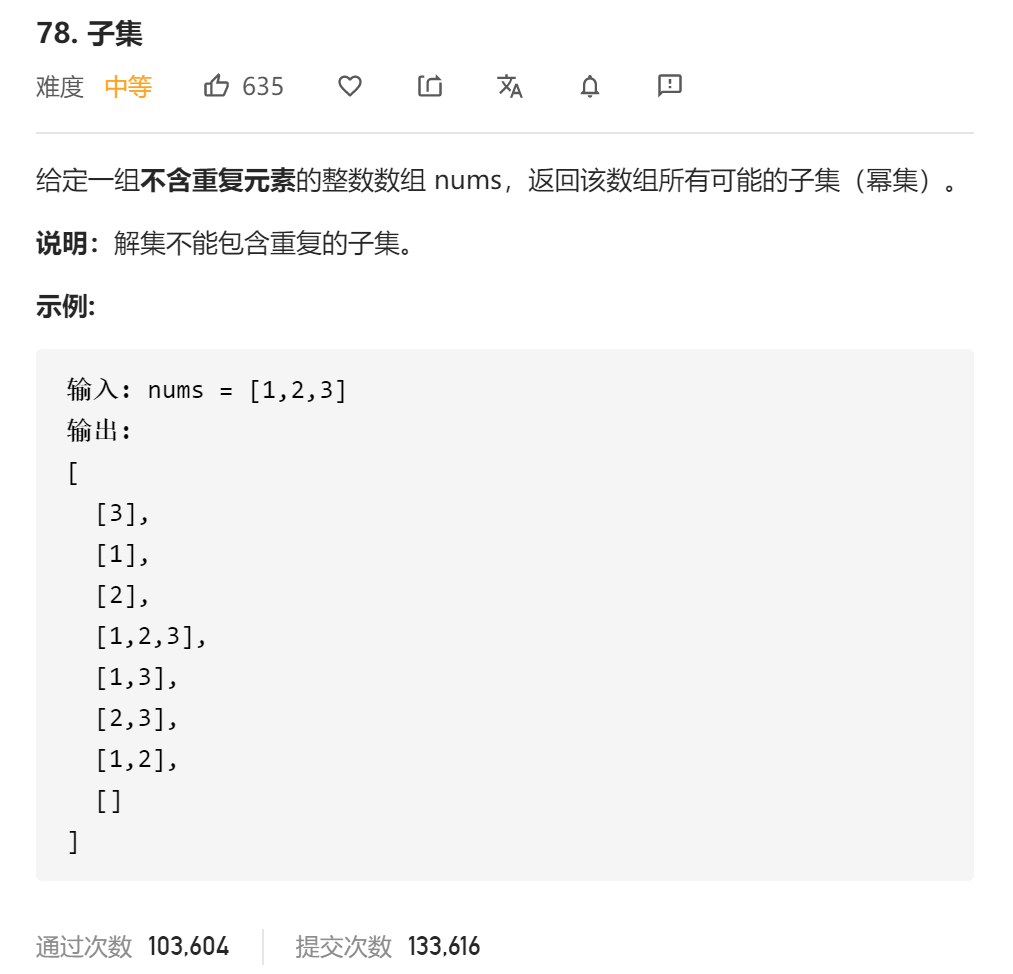 78. 子集
难度 中等 635
给定一组不含重复元素的整数数组 nums，返回该数组所有可能的子集（幂集）。
说明：解集不能包含重复的子集。
示例:
输入: nums = [1,2,3]
输出:
[
  [3],
  [1],
  [2],
  [1,2,3],
  [1,3],
  [2,3],
  [1,2],
  []
]
通过次数 103,604 提交次数 133,616